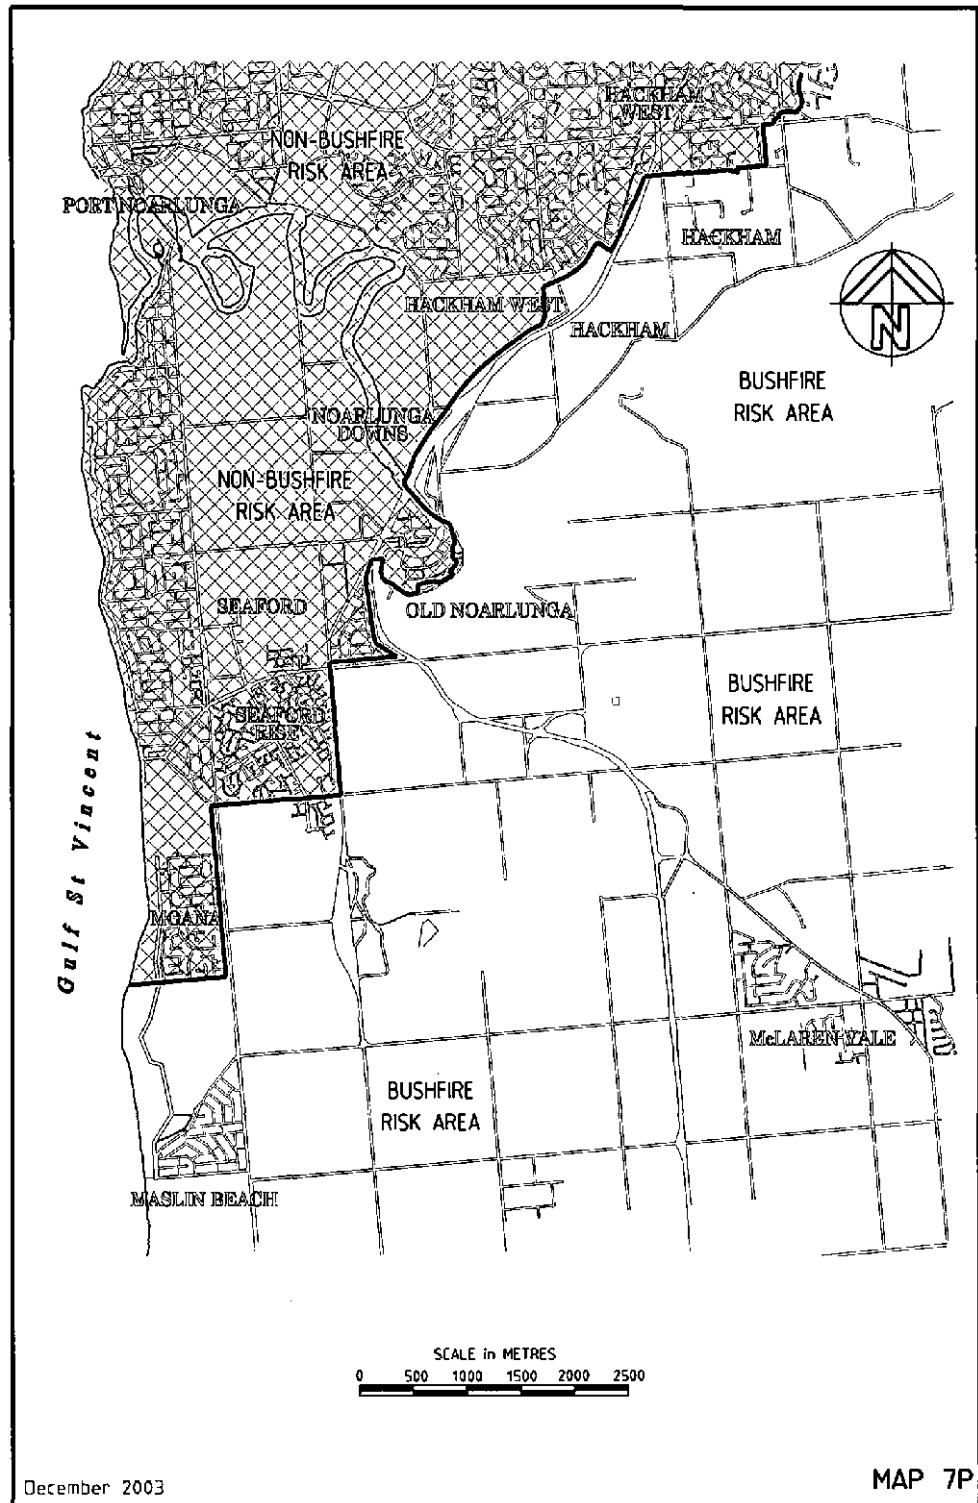 HACKHAM
WEST
NON-BUSHFIRE
RISK AREA
PORT NOARLUNGA
HACKHAM
N
HACKHAM WEST
HACKHAM
BUSHFIRE
RISK AREA
NOARLUNGA
DOWNS
NON-BUSHFIRE
RISK AREA
SEAFORD
OLD NOARLUNGA
BUSHFIRE
RISK AREA
SEAFORD
RISE
Gulf St Vincent
MOANA
McLAREN VALE
BUSHFIRE
RISK AREA
MASLIN BEACH
SCALE in METRES
0 500 1000 1500 2000 2500
December 2003
MAP 7P